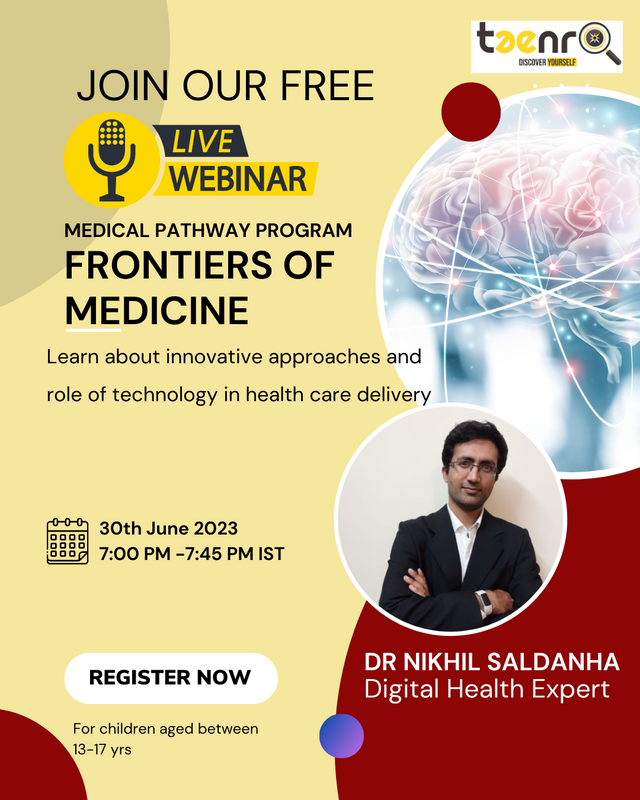 taenr
DISCOVER YOURSELF
JOIN OUR FREE
LIVE
WEBINAR
MEDICAL PATHWAY PROGRAM
FRONTIERS OF
MEDICINE
Learn about innovative approaches and
role of technology in health care delivery
30th June 2023
7:00 PM –7:45 PM IST
DR NIKHIL SALDANHA
Digital Health Expert
REGISTER NOW
For children aged between
13-17 yrs